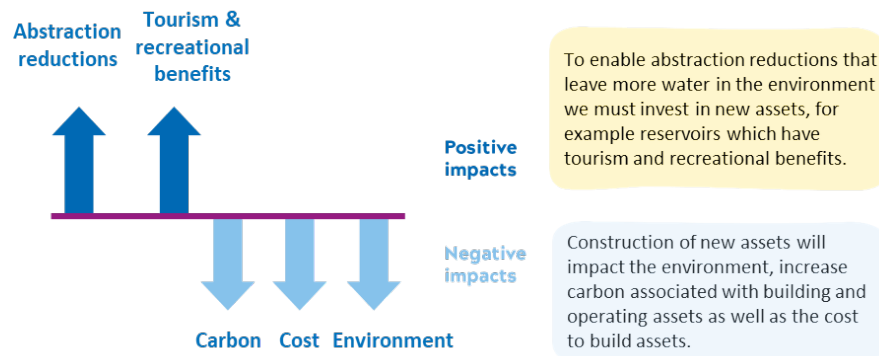 Abstraction
reductions
Tourism &
recreational
benefits
To enable abstraction reductions that
leave more water in the environment
we must invest in new assets, for
example reservoirs which have
tourism and recreational benefits.
Positive
impacts
Negative
impacts
Construction of new assets will
impact the environment, increase
carbon associated with building and
operating assets as well as the cost
to build assets.
Carbon Cost Environment